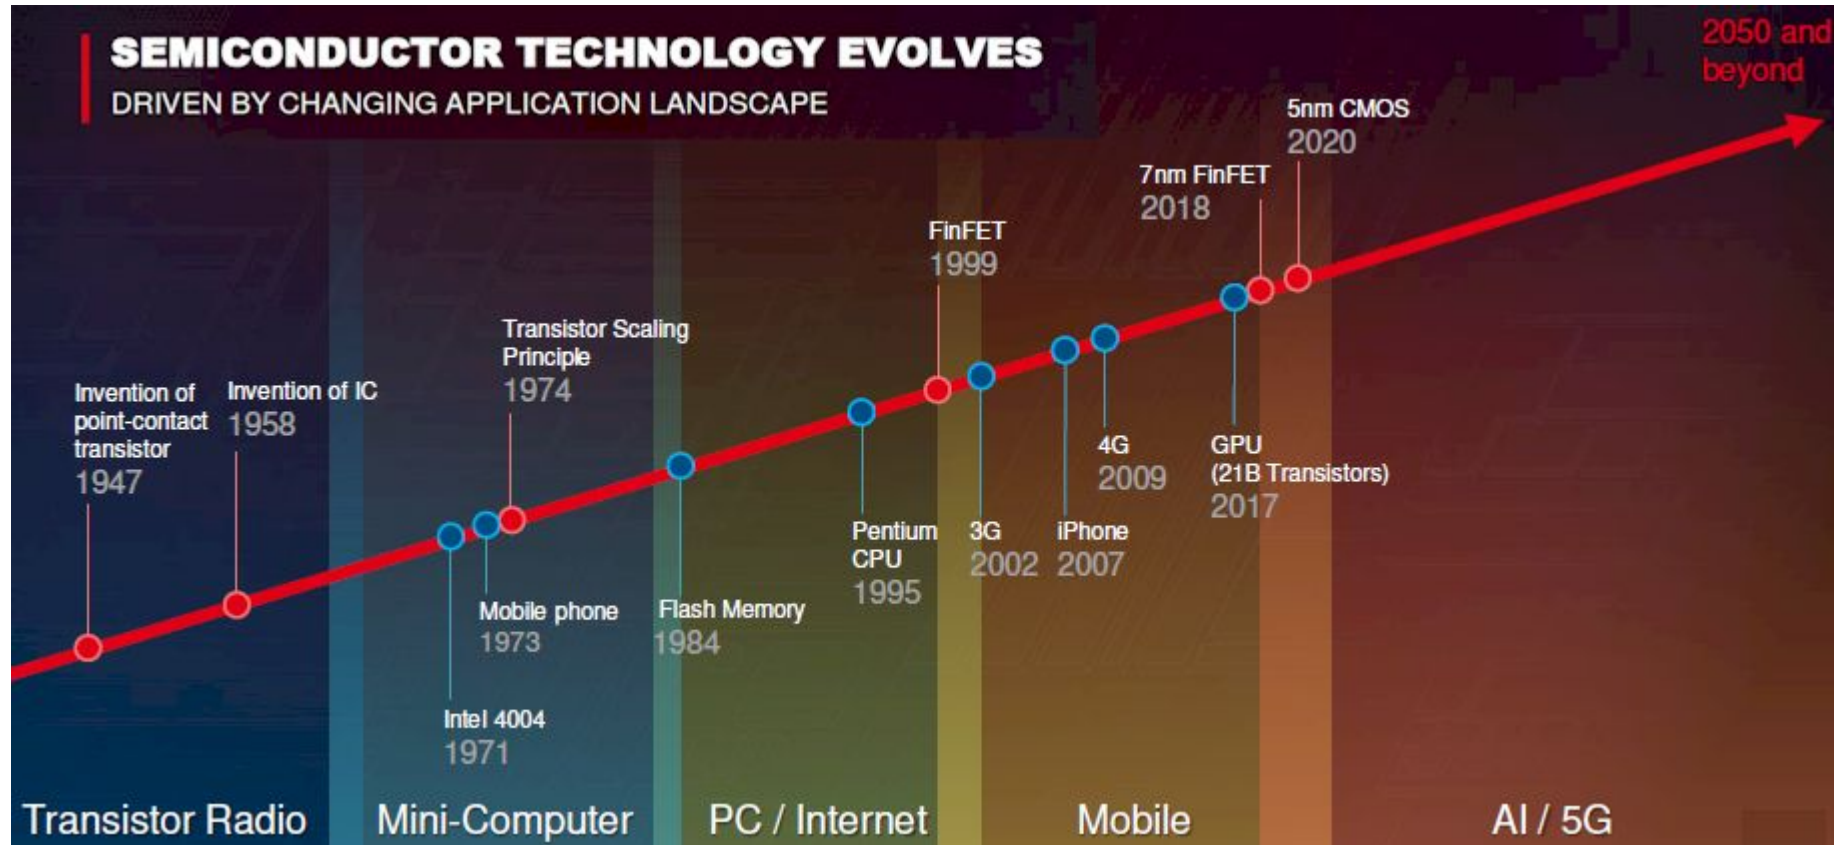 SEMICONDUCTOR TECHNOLOGY EVOLVES
DRIVEN BY CHANGING APPLICATION LANDSCAPE
2050 and
beyond
5nm CMOS
2020
7nm FinFET
2018
FinFET
1999
Transistor Scaling
Principle
1974
Invention of IC
1958
Invention of
point-contact
transistor
1947
Intel 4004
1971
Mobile phone
1973
Flash Memory
1984
Pentium
CPU
1995
3G
2002
iPhone
2007
4G
2009
GPU
(21B Transistors)
2017
Transistor Radio
Mini-Computer
PC / Internet
Mobile
AI / 5G